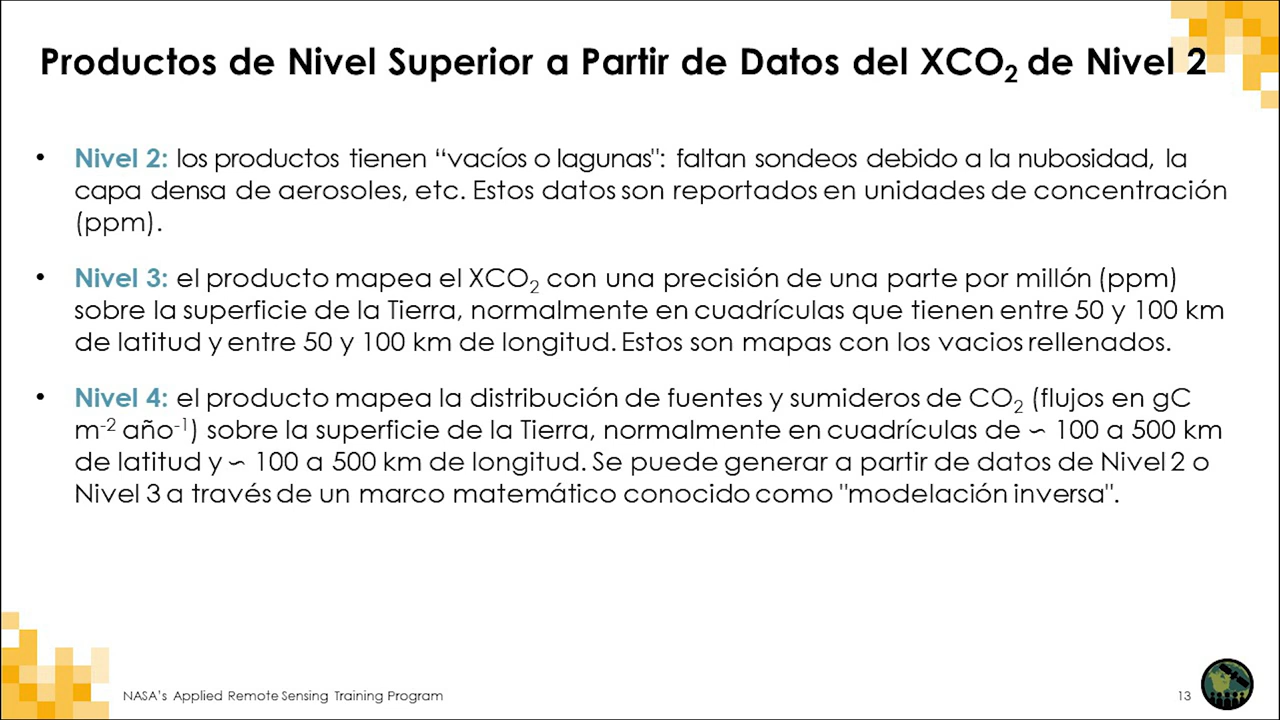 Productos de Nivel Superior a Partir de Datos del XCO₂ de Nivel 2
• Nivel 2: los productos tienen “vacíos o lagunas": faltan sondeos debido a la nubosidad, la
capa densa de aerosoles, etc. Estos datos son reportados en unidades de concentración
(ppm).
• Nivel 3: el producto mapea el XCO₂ con una precisión de una parte por millón (ppm)
sobre la superficie de la Tierra, normalmente en cuadrículas que tienen entre 50 y 100 km
de latitud y entre 50 y 100 km de longitud. Estos son mapas con los vacios rellenados.
• Nivel 4: el producto mapea la distribución de fuentes y sumideros de CO₂ (flujos en gC
m⁻² año⁻¹) sobre la superficie de la Tierra, normalmente en cuadrículas de ∽ 100 a 500 km
de latitud y ∽ 100 a 500 km de longitud. Se puede generar a partir de datos de Nivel 2 o
Nivel 3 a través de un marco matemático conocido como "modelación inversa".
NASA’s Applied Remote Sensing Training Program
13